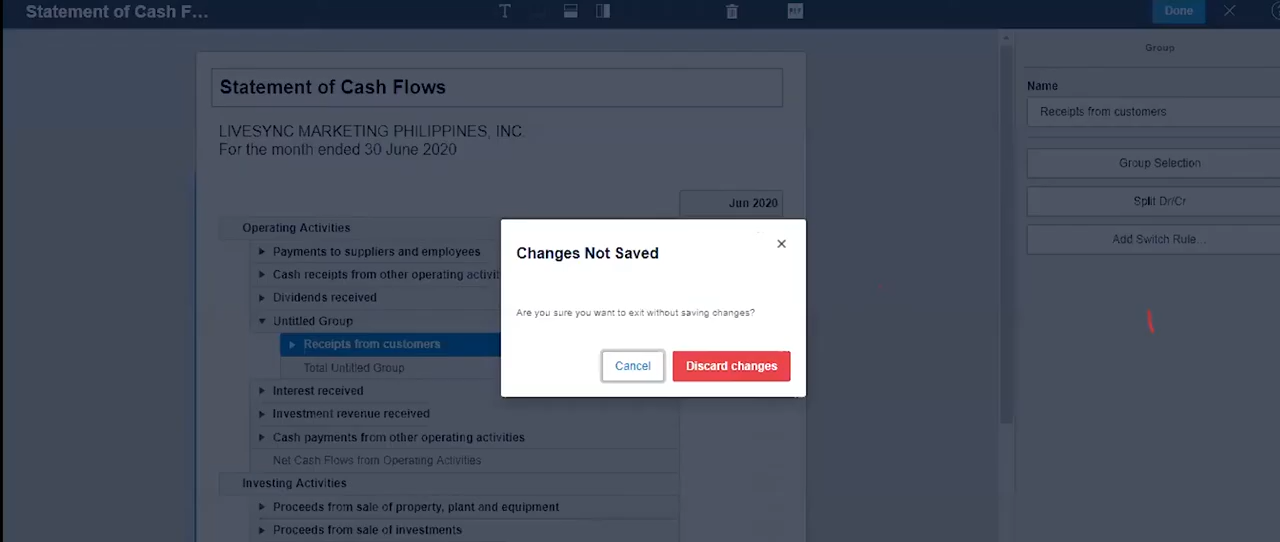 Statement of Cash F...
T
Done
Statement of Cash Flows
LIVESYNC MARKETING PHILIPPINES, INC.
For the month ended 30 June 2020
Jun 2020
Operating Activities
Payments to suppliers and employees
Cash receipts from other operating activit
Dividends received
Untitled Group
Receipts from customers
Total Untitled Group
Interest received
Investment revenue received
Cash payments from other operating activities
Net Cash Flows from Operating Activities
Investing Activities
Proceeds from sale of property, plant and equipment
Proceeds from sale of investments
Changes Not Saved
Are you sure you want to exit without saving changes?
Cancel
Discard changes
Group
Name
Receipts from customers
Group Selection
Split Dr/Cr
Add Switch Rule...